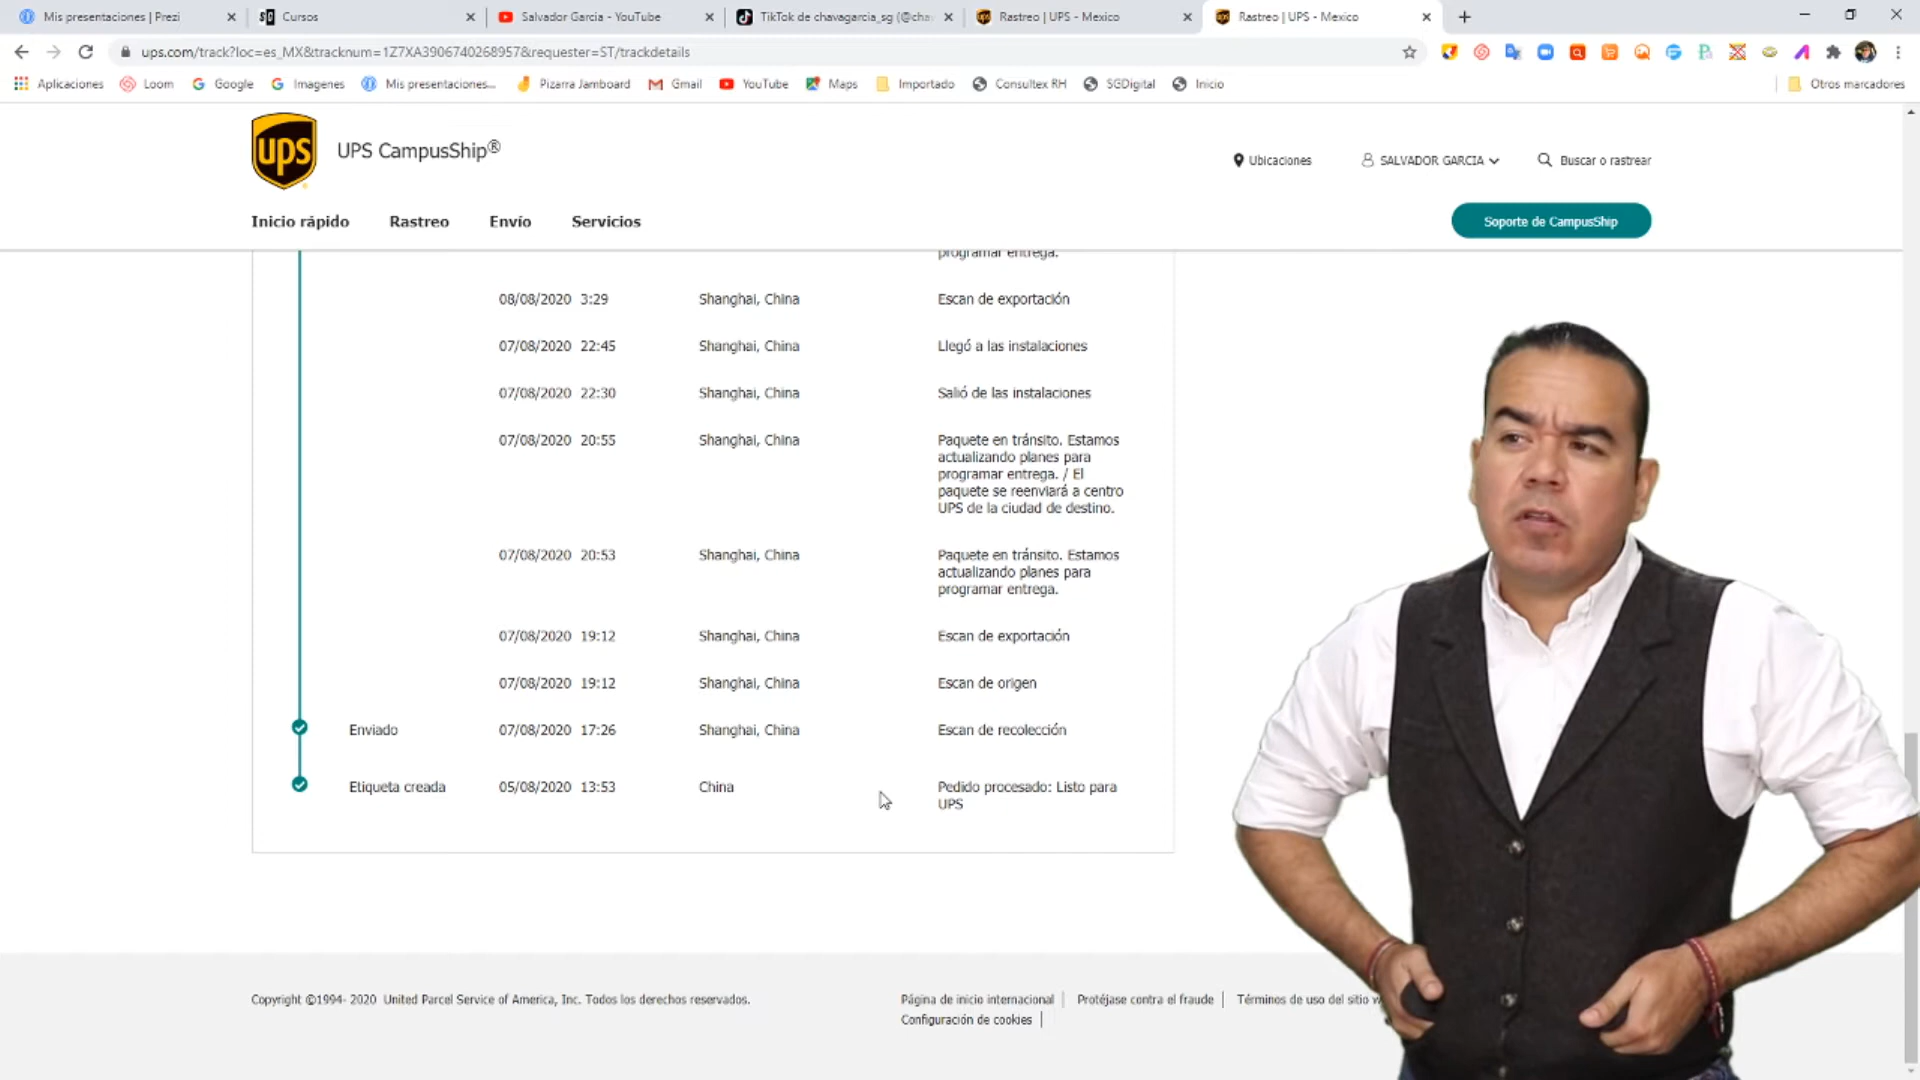 Mis presentaciones | Prezi
Cursos
Salvador Garcia - YouTube
TikTok de chavagarcia_sg (@cha
Rastreo | UPS - Mexico
Rastreo | UPS - Mexico
ups.com/track?loc=es_MX&tracknum=1Z7XA3906740268957&requester=ST/trackdetails
Aplicaciones
Loom
Google
Imagenes
Mis presentaciones...
Pizarra Jamboard
Gmail
YouTube
Maps
Importado
Consultex RH
SGDigital
Inicio
Otros marcadores
ups
UPS CampusShip®
Ubicaciones
SALVADOR GARCIA
Buscar o rastrear
Inicio rápido
Rastreo
Envío
Servicios
Soporte de CampusShip
programar entrega.
08/08/2020 3:29 Shanghai, China Escan de exportación
07/08/2020 22:45 Shanghai, China Llegó a las instalaciones
07/08/2020 22:30 Shanghai, China Salió de las instalaciones
07/08/2020 20:55 Shanghai, China Paquete en tránsito. Estamos
actualizando planes para
programar entrega. / El
paquete se reenviará a centro
UPS de la ciudad de destino.
07/08/2020 20:53 Shanghai, China Paquete en tránsito. Estamos
actualizando planes para
programar entrega.
07/08/2020 19:12 Shanghai, China Escan de exportación
07/08/2020 19:12 Shanghai, China Escan de origen
Enviado 07/08/2020 17:26 Shanghai, China Escan de recolección
Etiqueta creada 05/08/2020 13:53 China Pedido procesado: Listo para
UPS
Copyright ©1994- 2020 United Parcel Service of America, Inc. Todos los derechos reservados.
Página de inicio internacional
Protéjase contra el fraude
Términos de uso del sitio w
Configuración de cookies